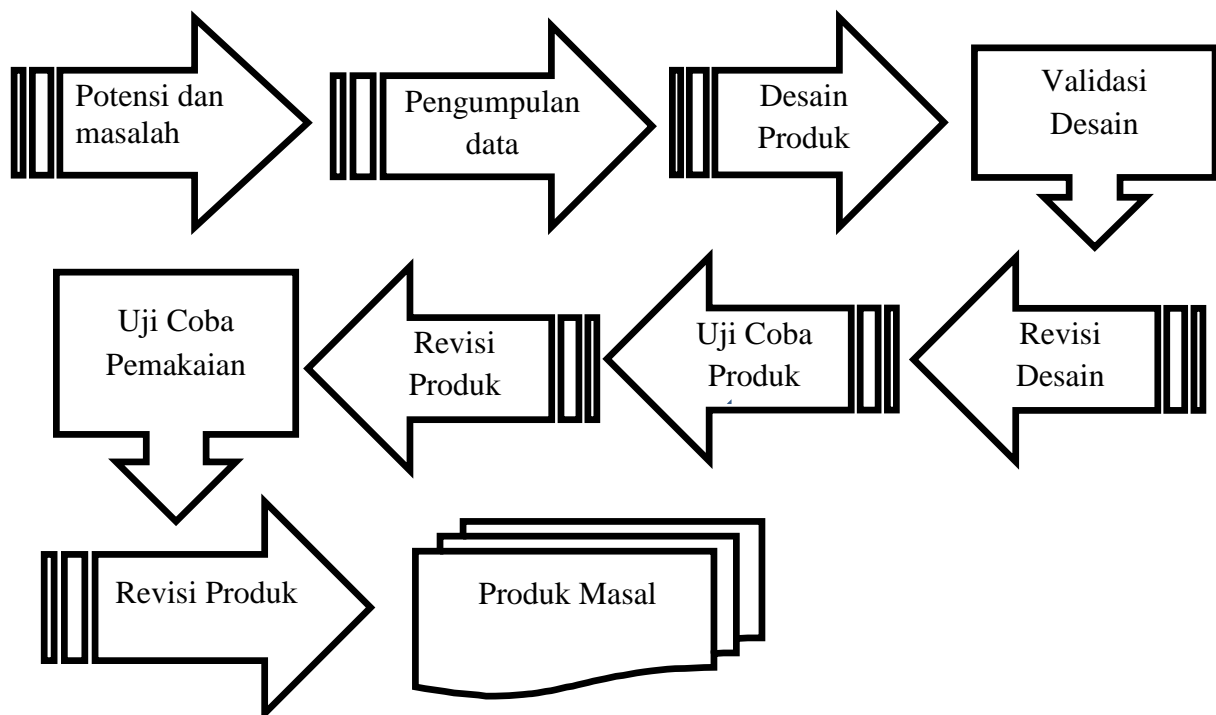 Potensi dan
masalah
Pengumpulan
data
Desain
Produk
Validasi
Desain
Revisi
Desain
Uji Coba
Produk
Revisi
Produk
Uji Coba
Pemakaian
Revisi Produk
Produk Masal